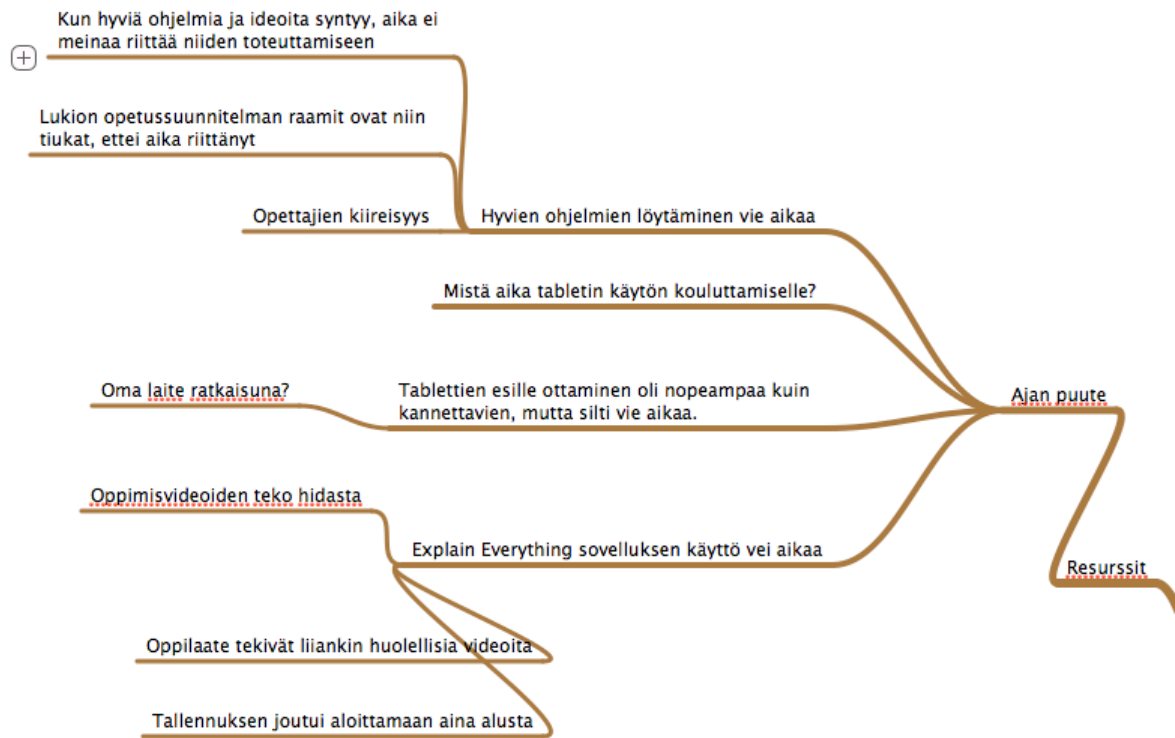 Kun hyviä ohjelmia ja ideoita syntyy, aika ei
meinaa riittää niiden toteuttamiseen
Lukion opetussuunnitelman raamit ovat niin
tiukat, ettei aika riittänyt
Opettajien kiireisyys
Hyvien ohjelmien löytäminen vie aikaa
Mistä aika tabletin käytön kouluttamiselle?
Oma laite ratkaisuna?
Tablettien esille ottaminen oli nopeampaa kuin
kannettavien, mutta silti vie aikaa.
Ajan puute
Oppimisvideoiden teko hidasta
Explain Everything sovelluksen käyttö vei aikaa
Resurssit
Oppilaate tekivät liiankin huolellisia videoita
Tallennuksen joutui aloittamaan aina alusta